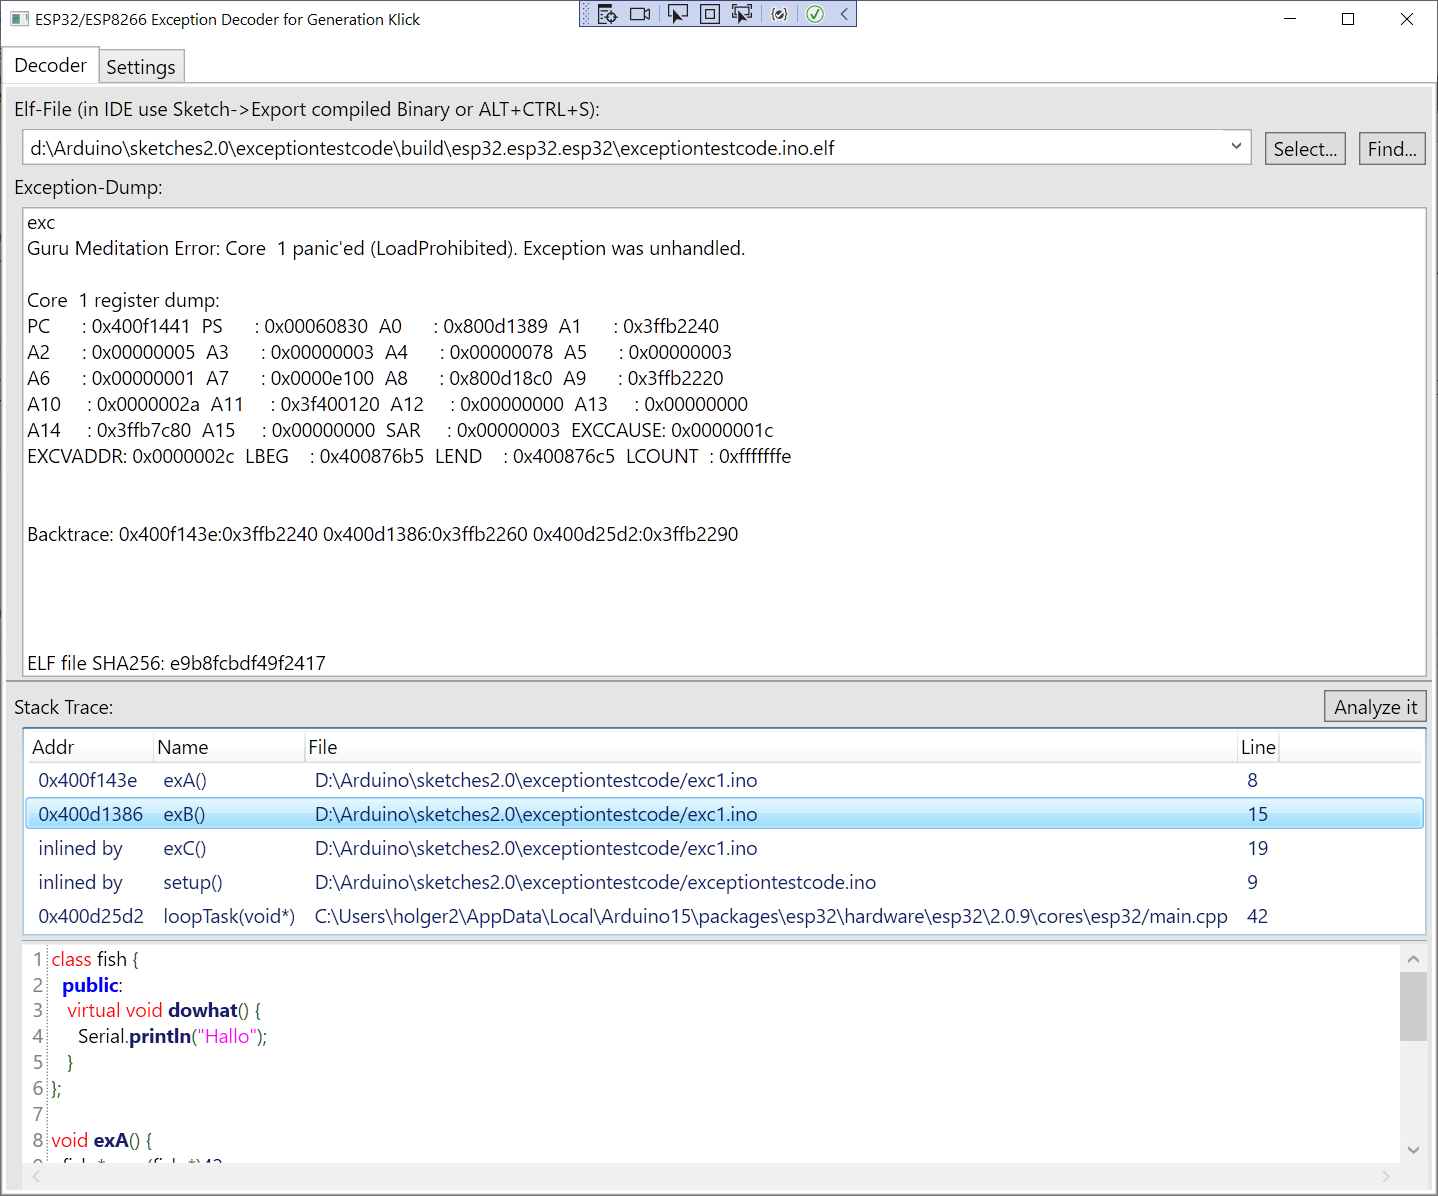 ESP32/ESP8266 Exception Decoder for Generation Klick
Decoder Settings
Elf-File (in IDE use Sketch->Export compiled Binary or ALT+CTRL+S):
d:\Arduino\sketches2.0\exceptiontestcode\build\esp32.esp32.esp32\exceptiontestcode.ino.elf Select... Find...
Exception-Dump:
exc
Guru Meditation Error: Core  1 panic'ed (LoadProhibited). Exception was unhandled.
Core  1 register dump:
PC      : 0x400f1441  PS      : 0x00060830  A0      : 0x800d1389  A1      : 0x3ffb2240
A2      : 0x00000005  A3      : 0x00000003  A4      : 0x00000078  A5      : 0x00000003
A6      : 0x00000001  A7      : 0x0000e100  A8      : 0x800d18c0  A9      : 0x3ffb2220
A10     : 0x0000002a  A11     : 0x3f400120  A12     : 0x00000000  A13     : 0x00000000
A14     : 0x3ffb7c80  A15     : 0x00000000  SAR     : 0x00000003  EXCCAUSE: 0x0000001c
EXCVADDR: 0x0000002c  LBEG    : 0x400876b5  LEND    : 0x400876c5  LCOUNT  : 0xfffffffe
Backtrace: 0x400f143e:0x3ffb2240 0x400d1386:0x3ffb2260 0x400d25d2:0x3ffb2290
ELF file SHA256: e9b8fcbdf49f2417
Stack Trace: Analyze it
Addr Name File Line
0x400f143e exA() D:\Arduino\sketches2.0\exceptiontestcode/exc1.ino 8
0x400d1386 exB() D:\Arduino\sketches2.0\exceptiontestcode/exc1.ino 15
inlined by exC() D:\Arduino\sketches2.0\exceptiontestcode/exc1.ino 19
inlined by setup() D:\Arduino\sketches2.0\exceptiontestcode/exceptiontestcode.ino 9
0x400d25d2 loopTask(void*) C:\Users\holger2\AppData\Local\Arduino15\packages\esp32\hardware\esp32\2.0.9\cores\esp32/main.cpp 42
1 class fish {
2 public:
3 virtual void dowhat() {
4 Serial.println("Hallo");
5 }
6 };
7
8 void exA() {